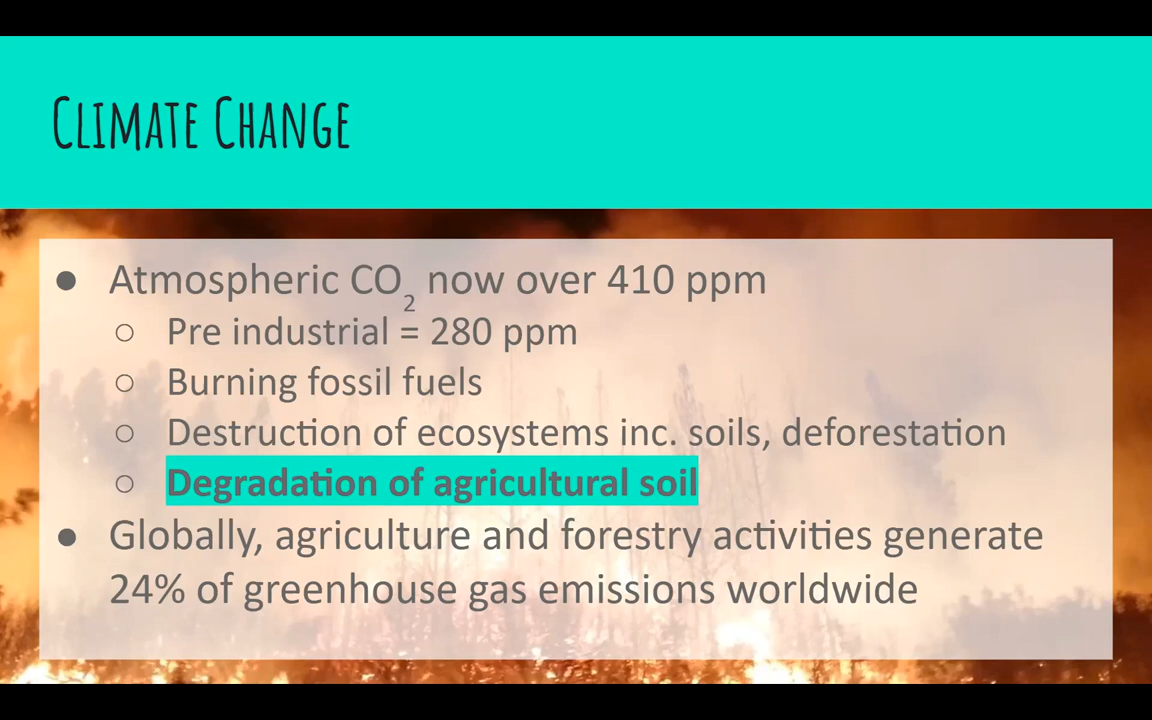 Climate Change
● Atmospheric CO₂ now over 410 ppm
○ Pre industrial = 280 ppm
○ Burning fossil fuels
○ Destruction of ecosystems inc. soils, deforestation
○ Degradation of agricultural soil
● Globally, agriculture and forestry activities generate
24% of greenhouse gas emissions worldwide